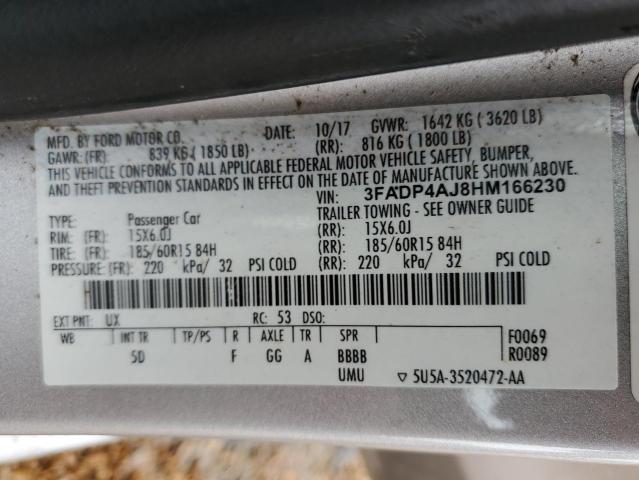 MFD. BY FORD MOTOR CO. DATE: 10/17 GVWR: 1642 KG ( 3620 LB)
GAWR: (FR): 839 KG ( 1850 LB) (RR): 816 KG ( 1800 LB)
THIS VEHICLE CONFORMS TO ALL APPLICABLE FEDERAL MOTOR VEHICLE SAFETY, BUMPER,
AND THEFT PREVENTION STANDARDS IN EFFECT ON THE DATE OF MANUFACTURE SHOWN ABOVE.
VIN: 3FADP4AJ8HM166230
TYPE: Passenger Car TRAILER TOWING - SEE OWNER GUIDE
RIM: (FR): 15X6.0J (RR): 15X6.0J
TIRE: (FR): 185/60R15 84H (RR): 185/60R15 84H
PRESSURE: (FR): 220 kPa/ 32 PSI COLD (RR): 220 kPa/ 32 PSI COLD
EXT PNT: UX RC: 53 DSO:
WB INT TR TP/PS R AXLE TR SPR F0069
5D F GG A BBBB R0089
UMU ▽ 5U5A-3520472-AA